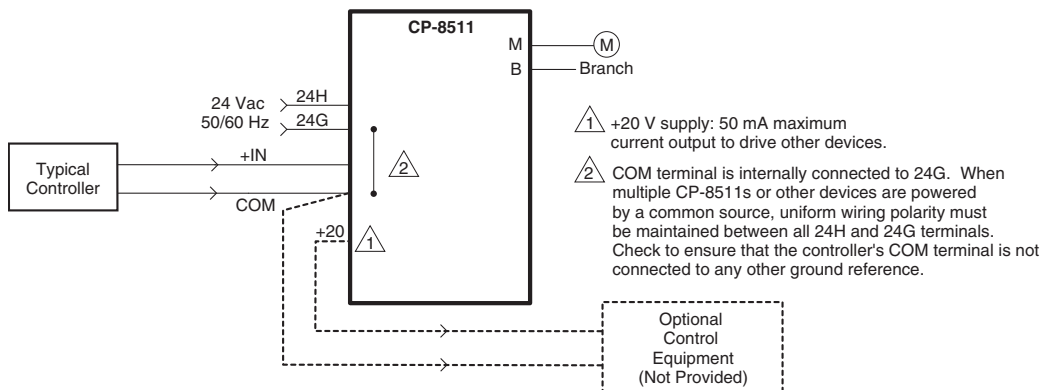 CP-8511
M
M
B
Branch
24 Vac
50/60 Hz
24H
24G
Typical
Controller
+IN
COM
2
+20
1
1
+20 V supply: 50 mA maximum
current output to drive other devices.
2
COM terminal is internally connected to 24G. When
multiple CP-8511s or other devices are powered
by a common source, uniform wiring polarity must
be maintained between all 24H and 24G terminals.
Check to ensure that the controller's COM terminal is not
connected to any other ground reference.
Optional
Control
Equipment
(Not Provided)